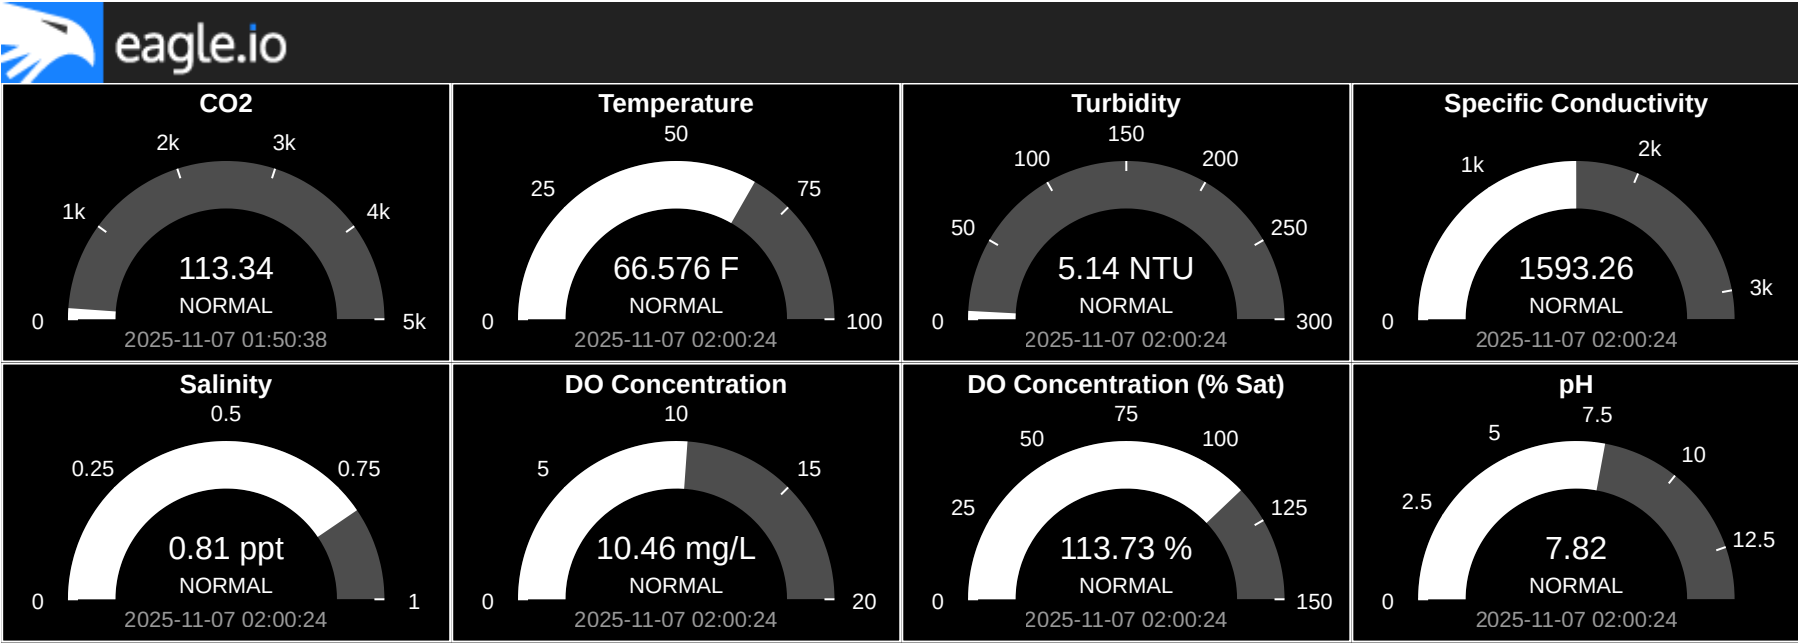 eagle.io
CO2
0
1k
2k
3k
4k
5k
113.34
NORMAL
2025-11-07 01:50:38
Temperature
0
25
50
75
100
66.576 F
NORMAL
2025-11-07 02:00:24
Turbidity
0
50
100
150
200
250
300
5.14 NTU
NORMAL
2025-11-07 02:00:24
Specific Conductivity
0
1k
2k
3k
1593.26
NORMAL
2025-11-07 02:00:24
Salinity
0
0.25
0.5
0.75
1
0.81 ppt
NORMAL
2025-11-07 02:00:24
DO Concentration
0
5
10
15
20
10.46 mg/L
NORMAL
2025-11-07 02:00:24
DO Concentration (% Sat)
0
25
50
75
100
125
150
113.73 %
NORMAL
2025-11-07 02:00:24
pH
0
2.5
5
7.5
10
12.5
7.82
NORMAL
2025-11-07 02:00:24